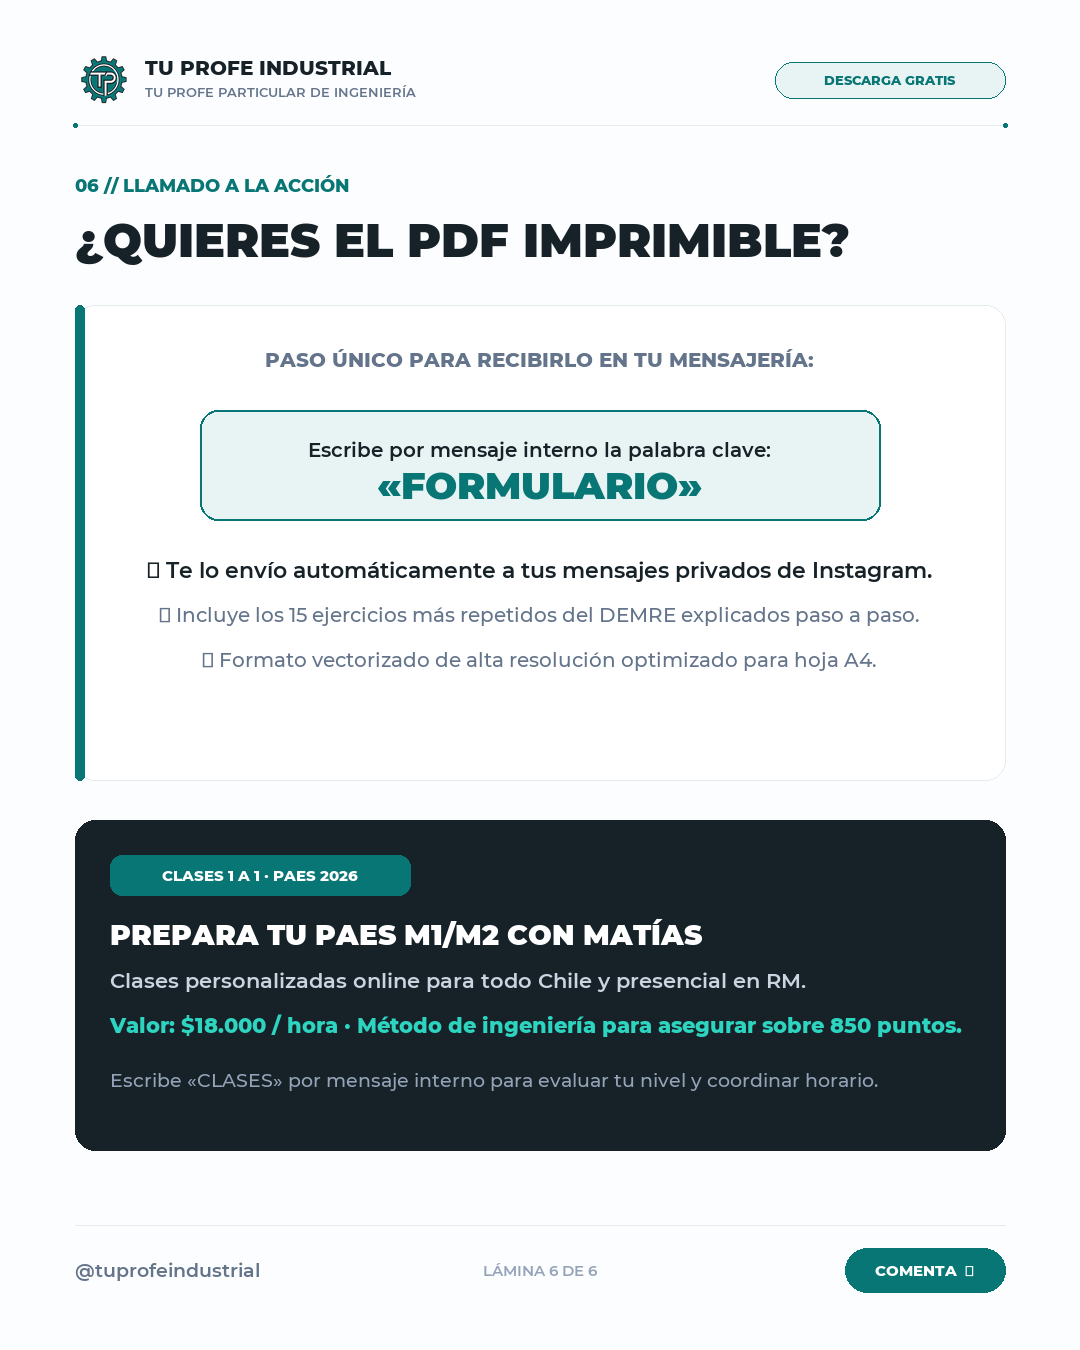 TP
TU PROFE INDUSTRIAL
TU PROFE PARTICULAR DE INGENIERÍA
DESCARGA GRATIS
06 // LLAMADO A LA ACCIÓN
¿QUIERES EL PDF IMPRIMIBLE?
PASO ÚNICO PARA RECIBIRLO EN TU MENSAJERÍA:
Escribe por mensaje interno la palabra clave:
«FORMULARIO»
▯ Te lo envío automáticamente a tus mensajes privados de Instagram.
▯ Incluye los 15 ejercicios más repetidos del DEMRE explicados paso a paso.
▯ Formato vectorizado de alta resolución optimizado para hoja A4.
CLASES 1 A 1 · PAES 2026
PREPARA TU PAES M1/M2 CON MATÍAS
Clases personalizadas online para todo Chile y presencial en RM.
Valor: $18.000 / hora · Método de ingeniería para asegurar sobre 850 puntos.
Escribe «CLASES» por mensaje interno para evaluar tu nivel y coordinar horario.
@tuprofeindustrial
LÁMINA 6 DE 6
COMENTA ▯